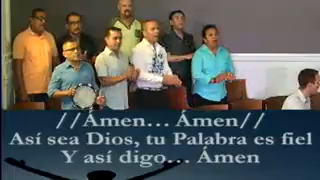 //Ámen... Ámen//
Así sea Dios, tu Palabra es fiel
Y así digo... Ámen